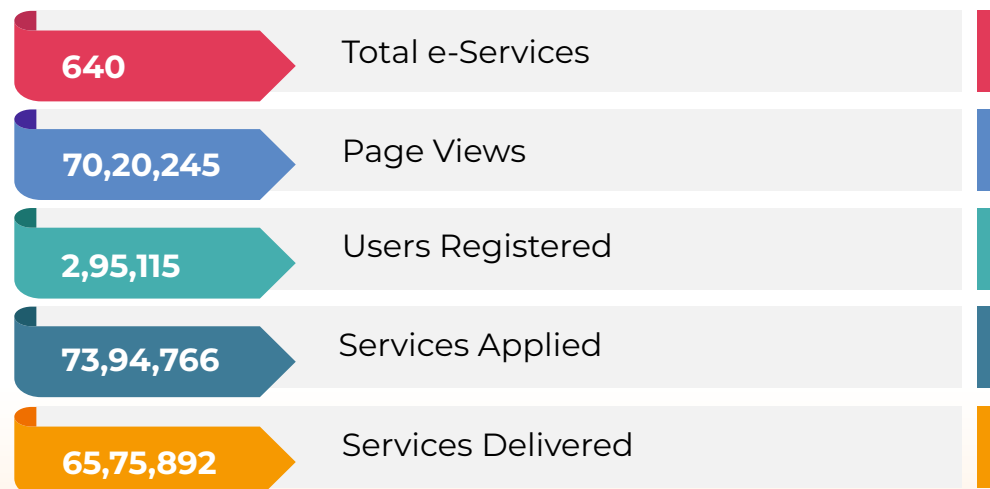 640
Total e-Services
70,20,245
Page Views
2,95,115
Users Registered
73,94,766
Services Applied
65,75,892
Services Delivered